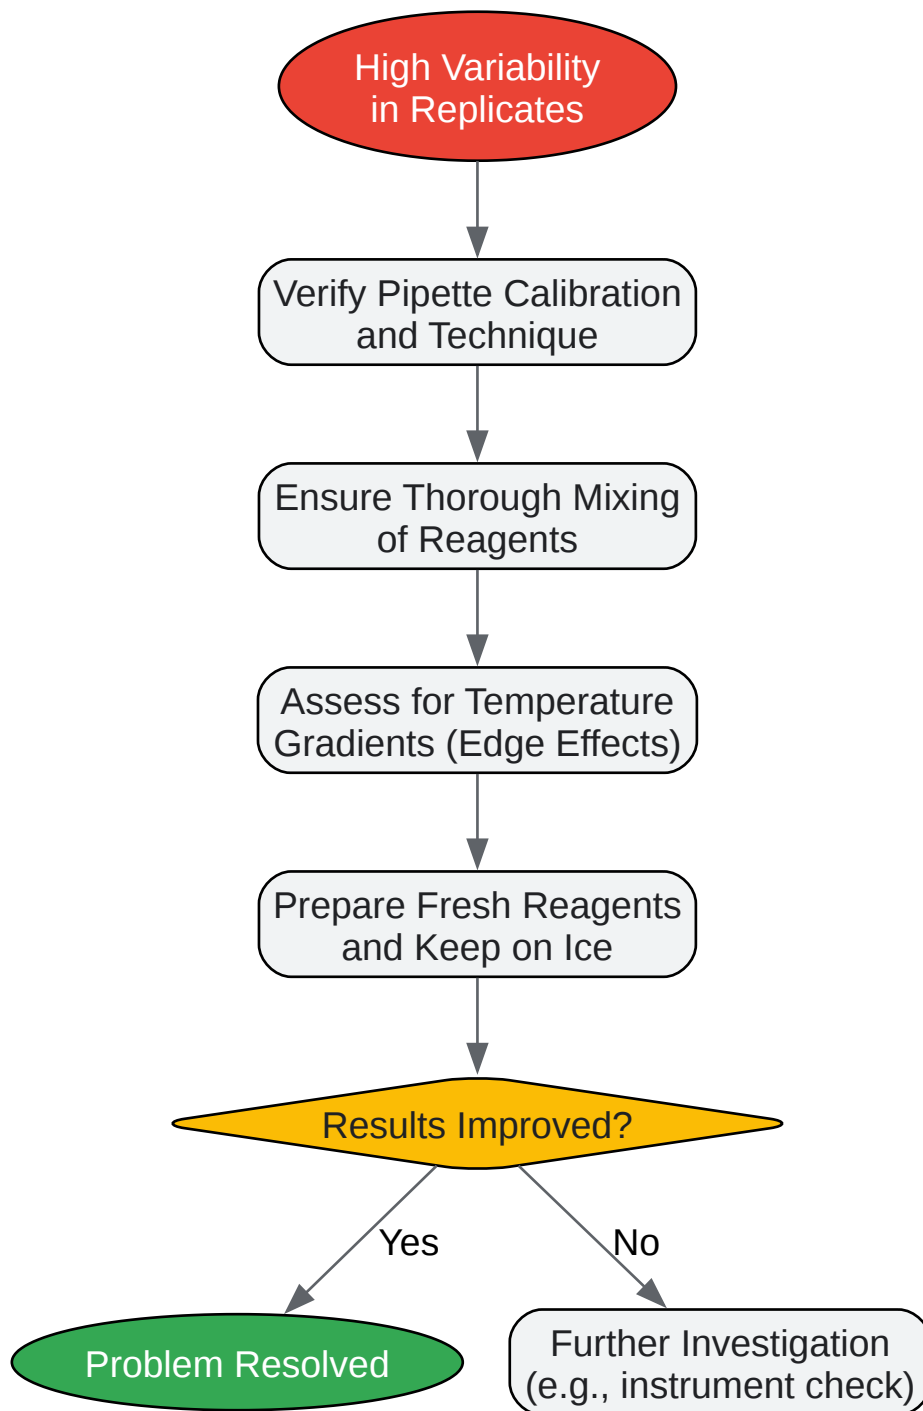 High Variability
in Replicates
Verify Pipette Calibration
and Technique
Ensure Thorough Mixing
of Reagents
Assess for Temperature
Gradients (Edge Effects)
Prepare Fresh Reagents
and Keep on Ice
Results Improved?
Yes
No
Problem Resolved
Further Investigation
(e.g., instrument check)